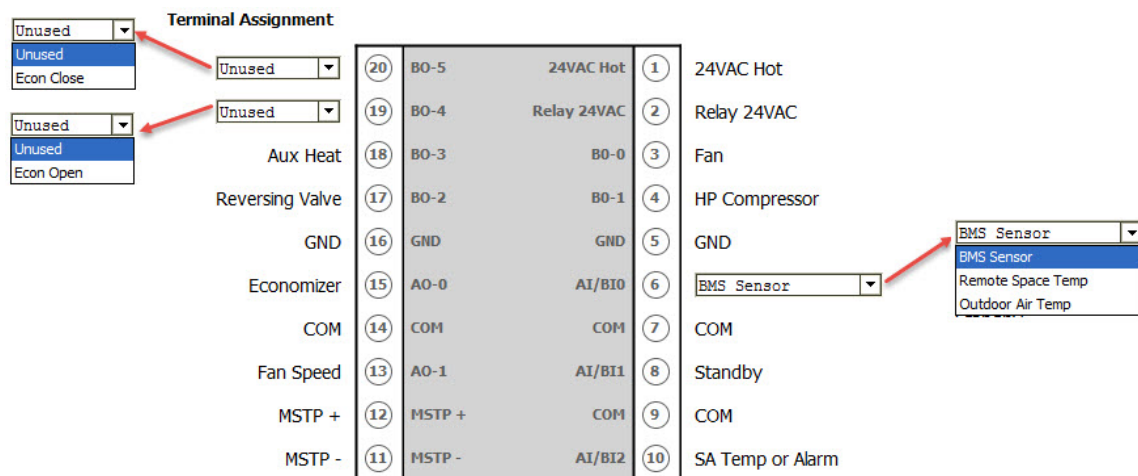 Terminal Assignment
Unused
Unused
Econ Close
Unused 20 BO-5 24VAC Hot 1 24VAC Hot
Unused 19 BO-4 Relay 24VAC 2 Relay 24VAC
Unused
Unused
Econ Open
Aux Heat 18 BO-3 B0-0 3 Fan
Reversing Valve 17 BO-2 B0-1 4 HP Compressor
GND 16 GND GND 5 GND
Economizer 15 AO-0 AI/BI0 6 BMS Sensor
BMS Sensor
BMS Sensor
Remote Space Temp
Outdoor Air Temp
COM 14 COM COM 7 COM
Fan Speed 13 AO-1 AI/BI1 8 Standby
MSTP + 12 MSTP + COM 9 COM
MSTP - 11 MSTP - AI/BI2 10 SA Temp or Alarm